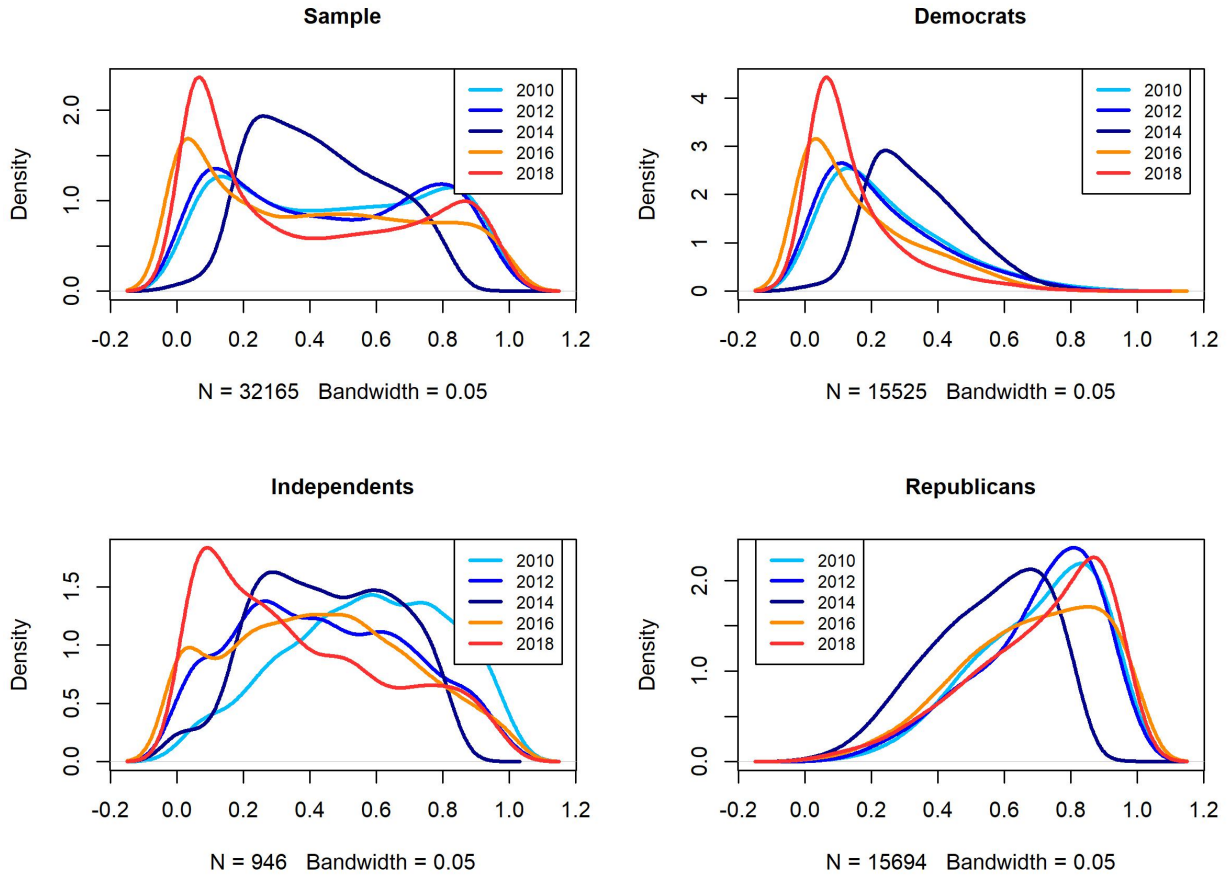 Sample
Density
0.0 1.0 2.0
2010
2012
2014
2016
2018
-0.2 0.0 0.2 0.4 0.6 0.8 1.0 1.2
N = 32165 Bandwidth = 0.05
Democrats
Density
0 1 2 3 4
2010
2012
2014
2016
2018
-0.2 0.0 0.2 0.4 0.6 0.8 1.0 1.2
N = 15525 Bandwidth = 0.05
Independents
Density
0.0 0.5 1.0 1.5
2010
2012
2014
2016
2018
-0.2 0.0 0.2 0.4 0.6 0.8 1.0 1.2
N = 946 Bandwidth = 0.05
Republicans
Density
0.0 1.0 2.0
2010
2012
2014
2016
2018
-0.2 0.0 0.2 0.4 0.6 0.8 1.0 1.2
N = 15694 Bandwidth = 0.05